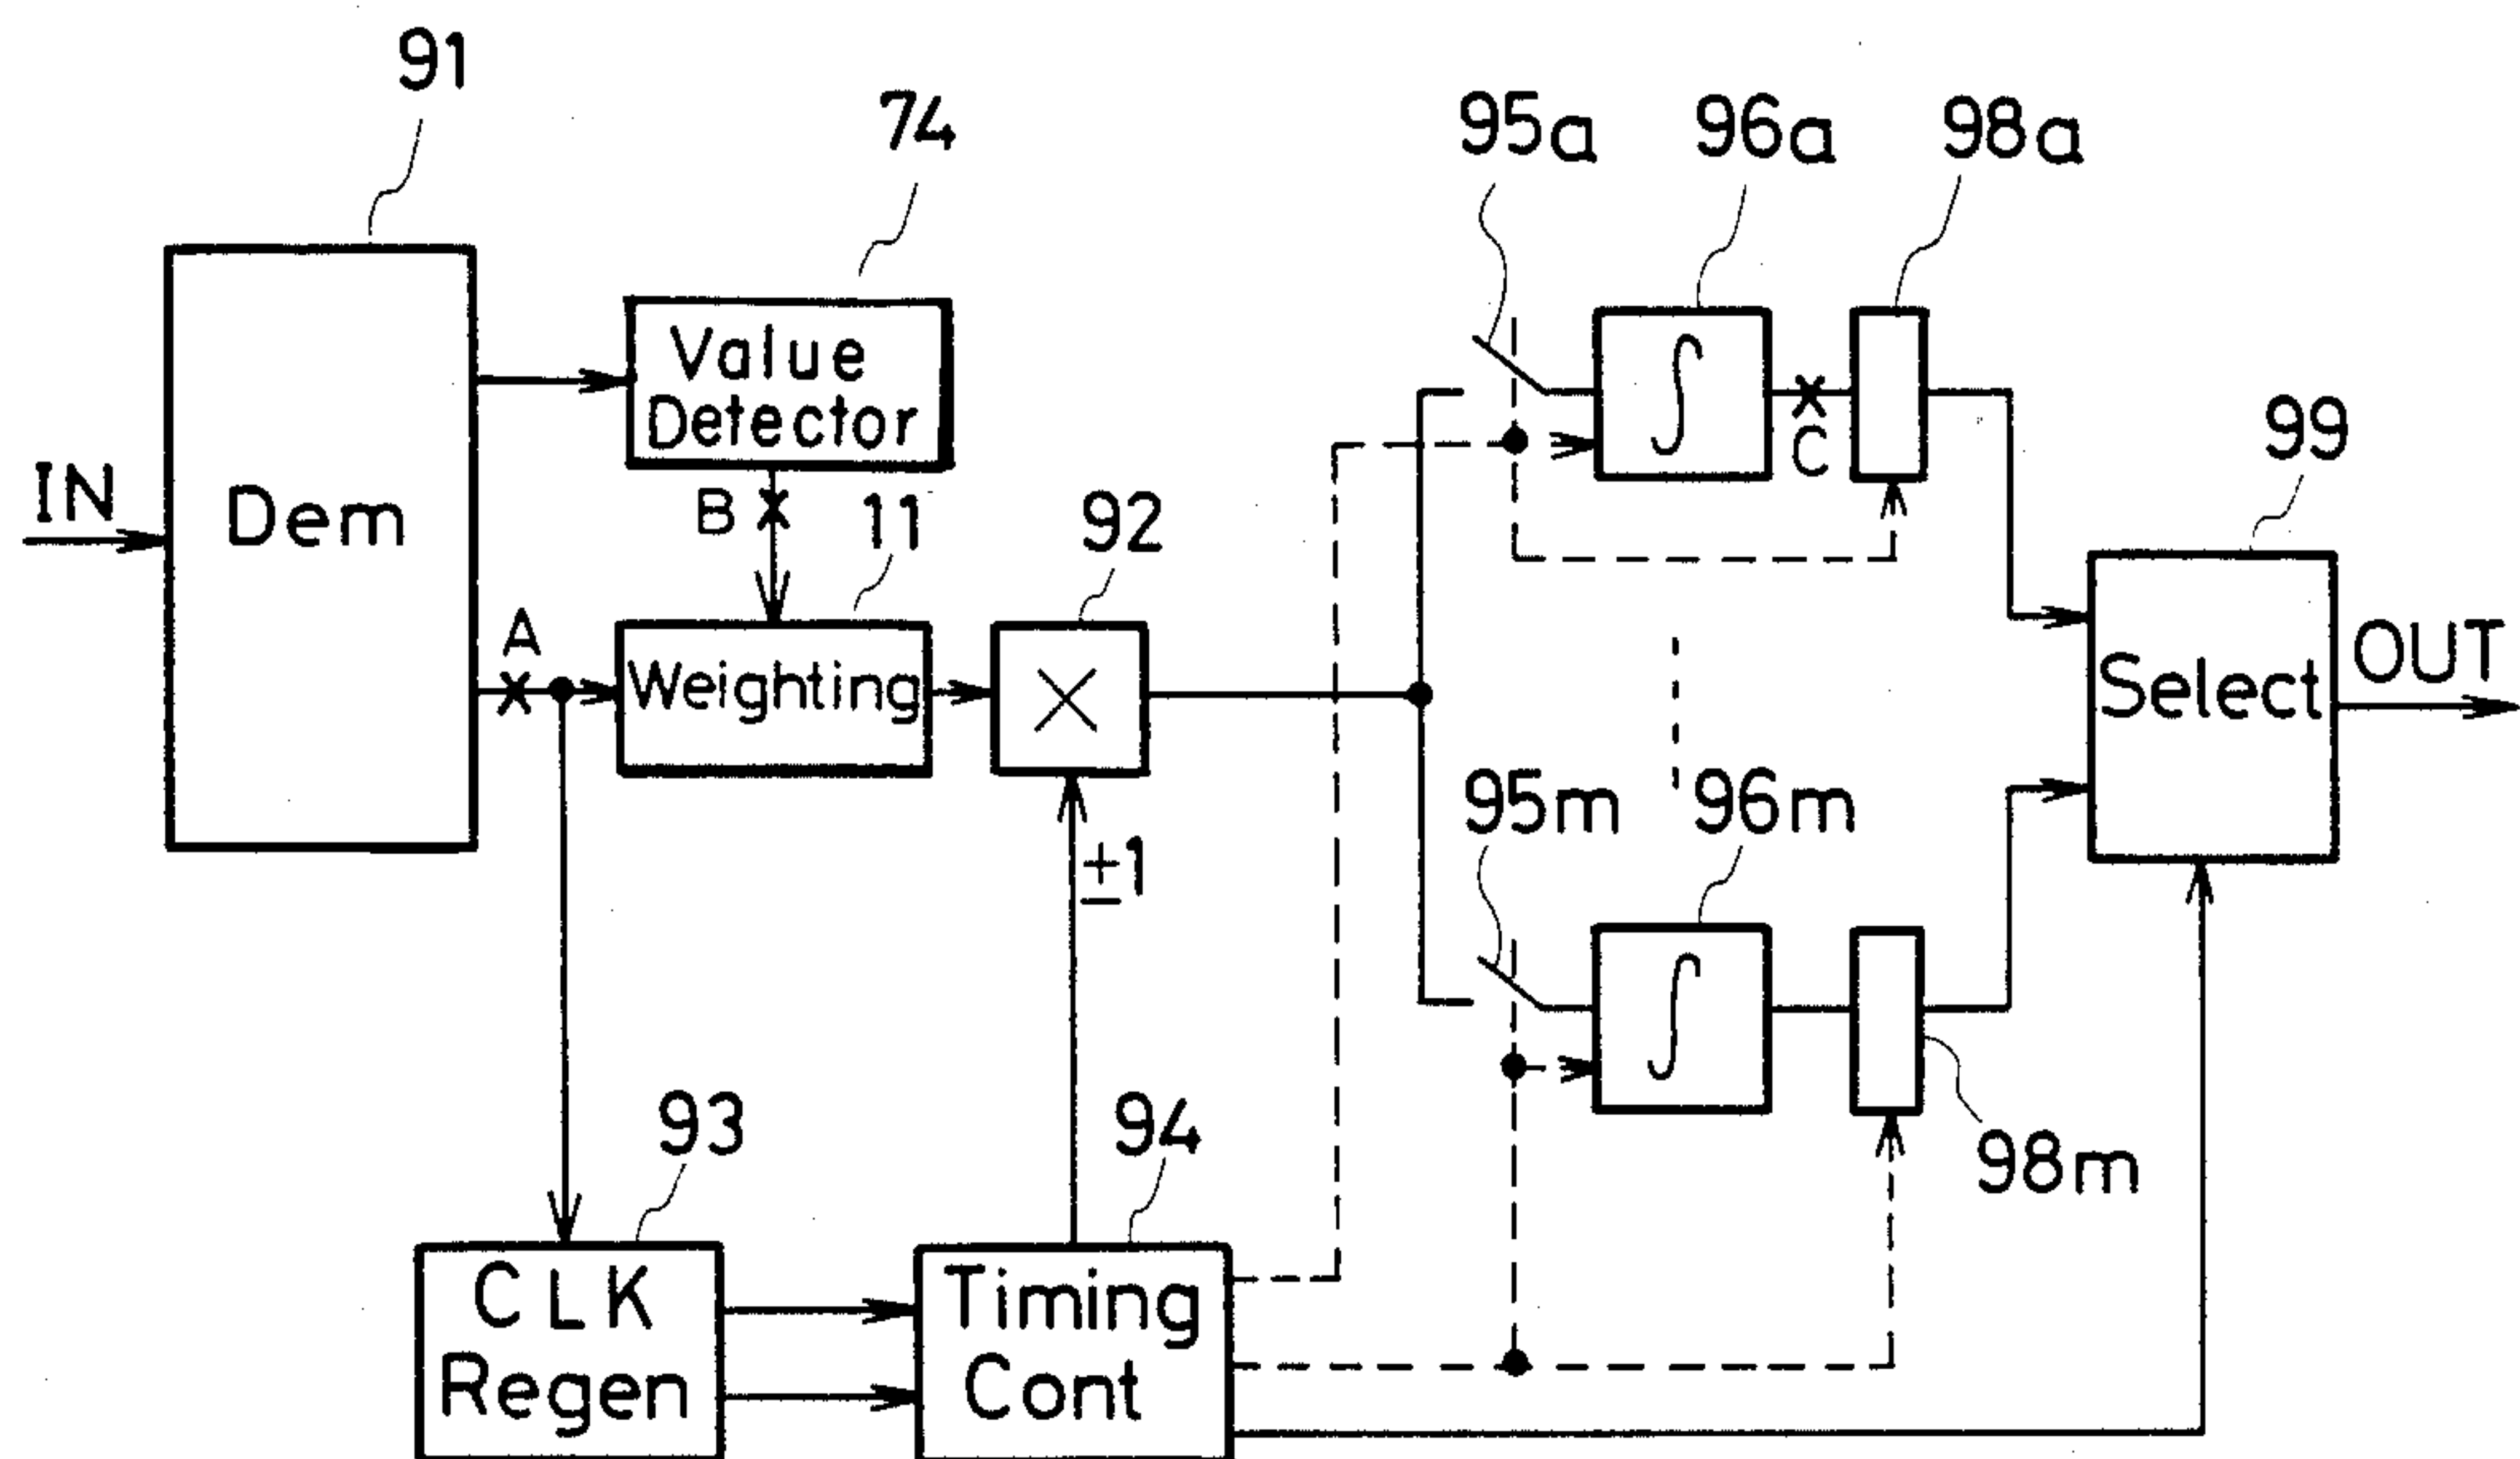 91
74
95a
96a
98a
Value
Detector
99
IN
Dem
B
11
92
C
A
Weighting
×
Select
OUT
95m
96m
±1
93
94
98m
CLK
Regen
Timing
Cont
∫
∫